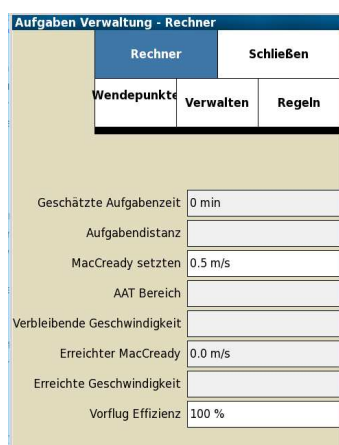 Aufgaben Verwaltung - Rechner
Rechner Schließen
Wendepunkte Verwalten Regeln
Geschätzte Aufgabenzeit 0 min
Aufgabendistanz
MacCready setzten 0.5 m/s
AAT Bereich
Verbleibende Geschwindigkeit
Erreichter MacCready 0.0 m/s
Erreichte Geschwindigkeit
Vorflug Effizienz 100 %